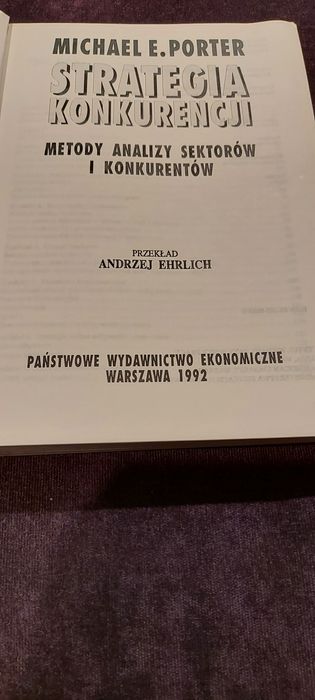 MICHAEL E. PORTER
STRATEGIA
KONKURENCJI
METODY ANALIZY SEKTORÓW
I KONKURENTÓW
PRZEKŁAD
ANDRZEJ EHRLICH
PAŃSTWOWE WYDAWNICTWO EKONOMICZNE
WARSZAWA 1992